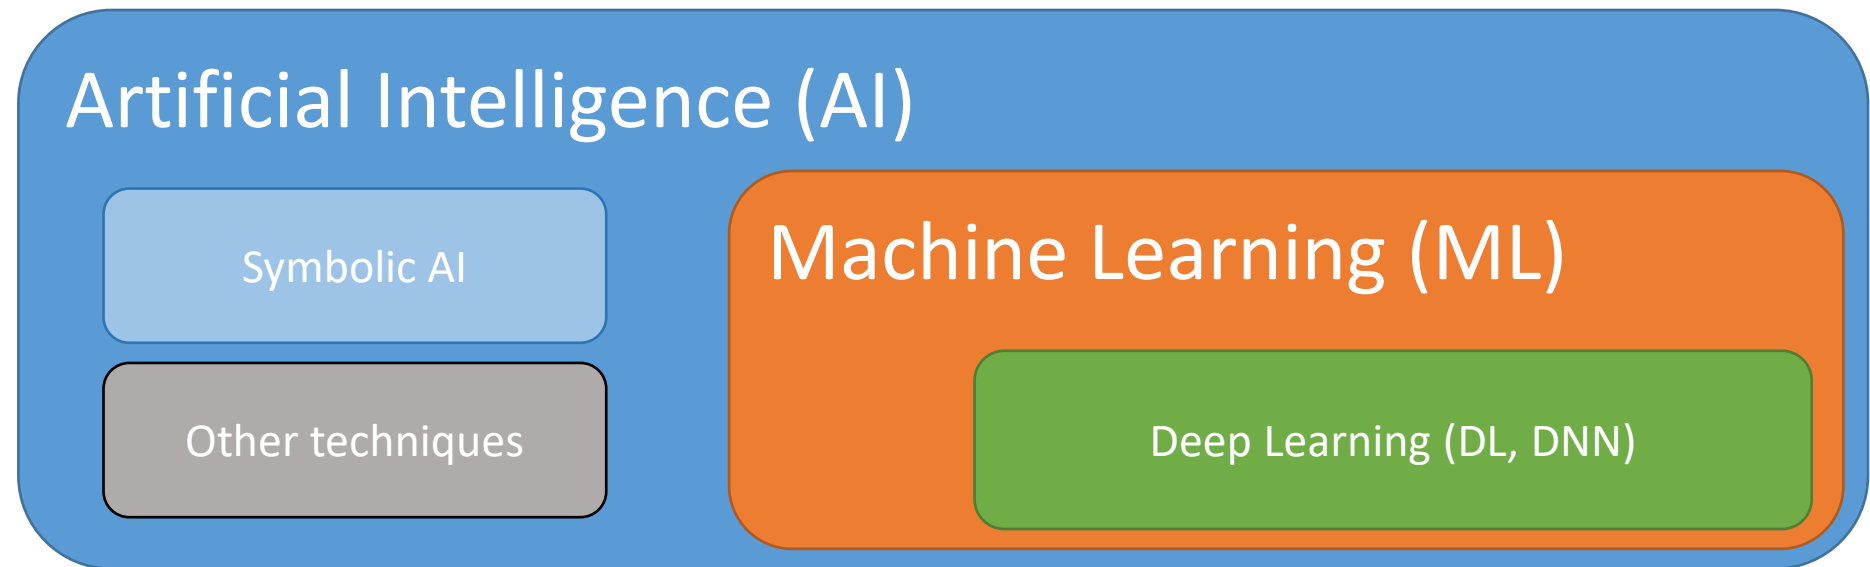 Artificial Intelligence (AI)
Symbolic AI
Machine Learning (ML)
Other techniques
Deep Learning (DL, DNN)